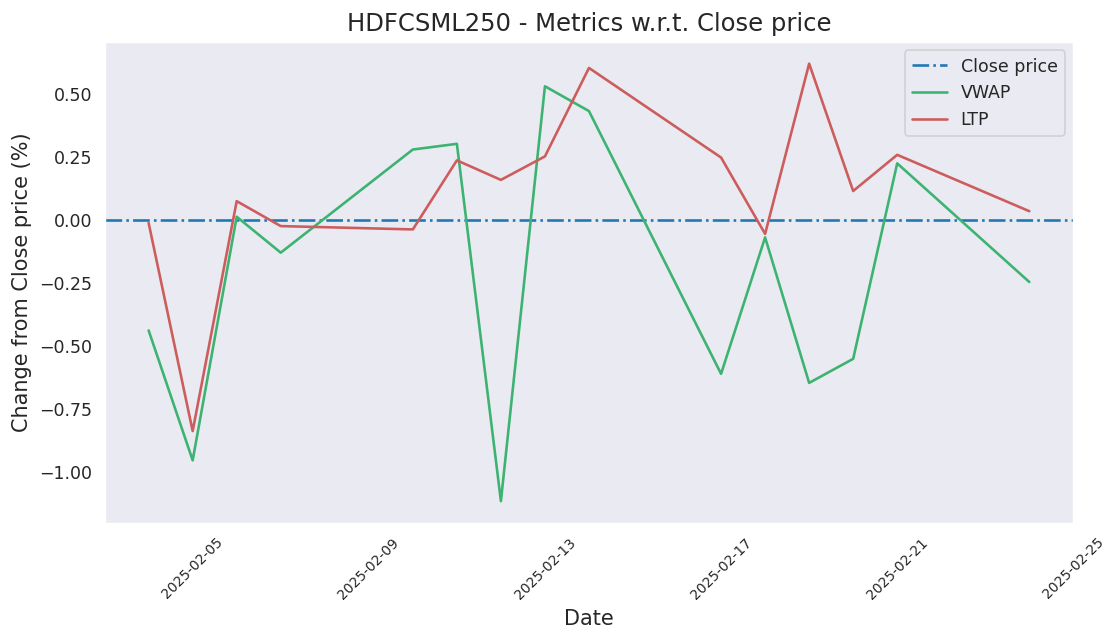 HDFCSML250 - Metrics w.r.t. Close price
Close price
VWAP
LTP
Change from Close price (%)
0.50
0.25
0.00
−0.25
−0.50
−0.75
−1.00
2025-02-05
2025-02-09
2025-02-13
2025-02-17
2025-02-21
2025-02-25
Date